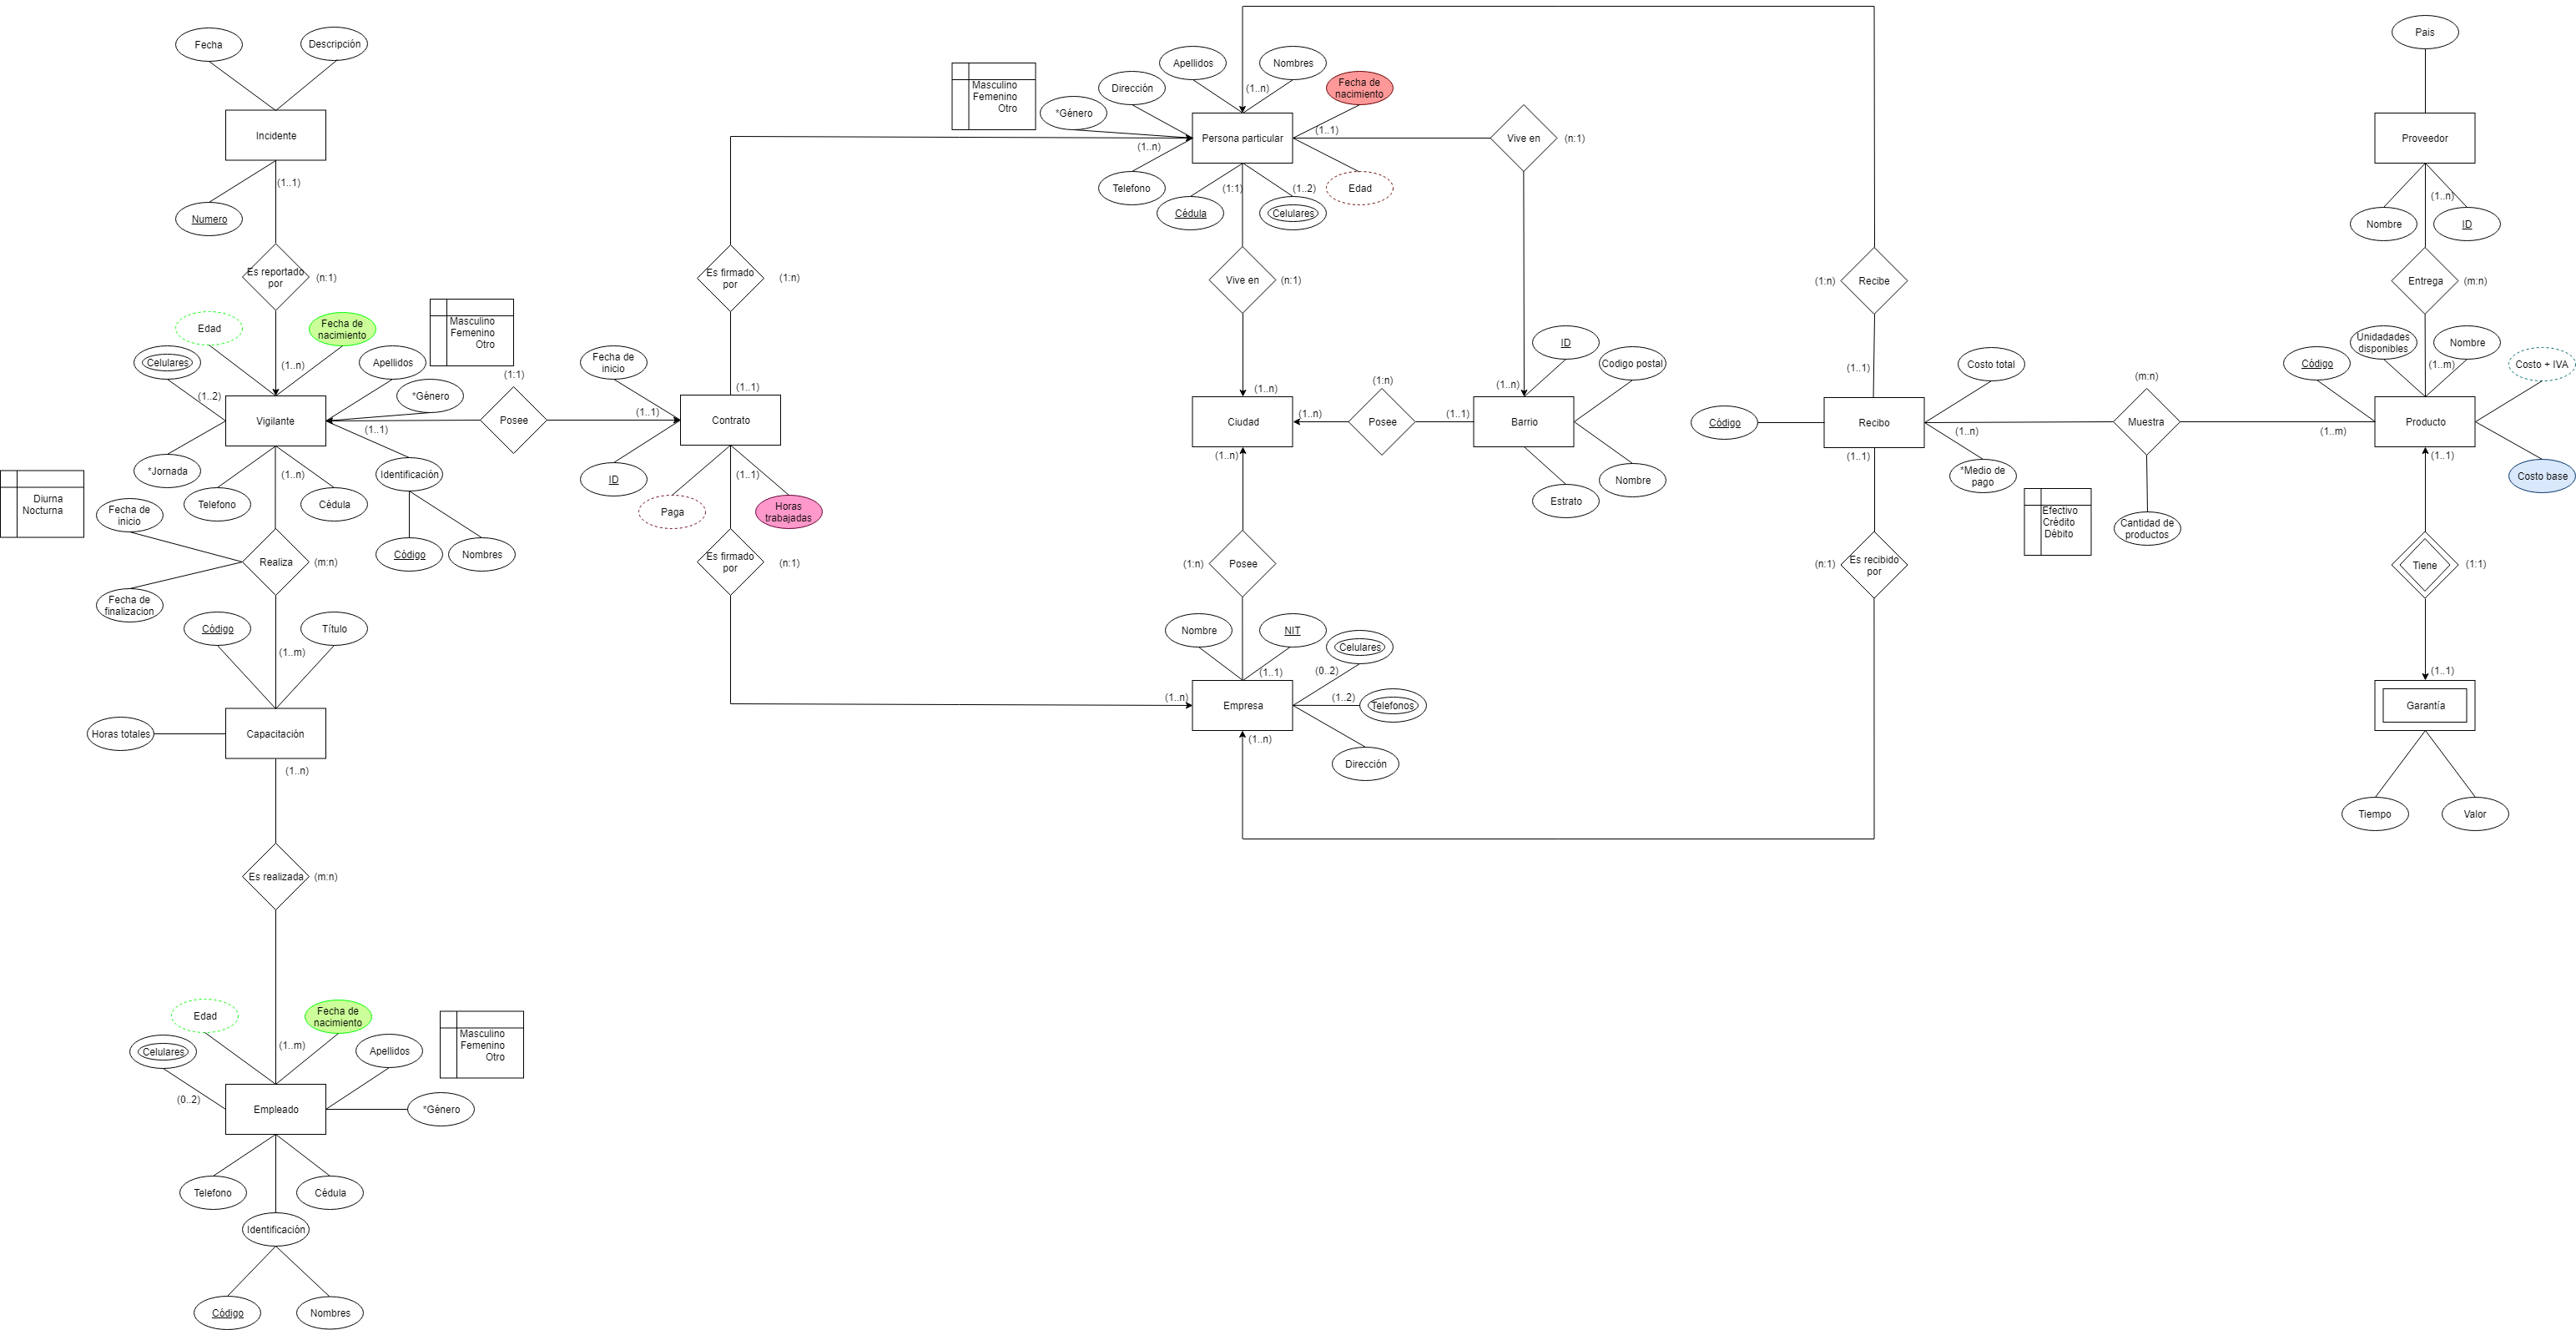 Fecha
Descripción
Incidente
(1..1)
Numero
Es reportado
por
(n:1)
Edad
Fecha de
nacimiento
Masculino
Femenino
Otro
Celulares
(1..n)
Apellidos
*Género
(1..2)
Vigilante
(1..1)
(1:1)
Posee
(1..1)
*Jornada
Identificación
Diurna
Nocturna
Telefono
(1..n)
Cédula
Fecha de
inicio
Código
Nombres
Realiza
(m:n)
Fecha de
finalizacion
Código
Título
(1..m)
Horas totales
Capacitación
(1..n)
Es realizada
(m:n)
Edad
Fecha de
nacimiento
Masculino
Femenino
Otro
Celulares
(1..m)
Apellidos
(0..2)
Empleado
*Género
Telefono
Cédula
Identificación
Código
Nombres
Es firmado
por
(1:n)
Fecha de
inicio
(1..1)
Contrato
ID
(1..1)
Paga
Horas
trabajadas
Es firmado
por
(n:1)
Masculino
Femenino
Otro
Apellidos
Nombres
Dirección
(1..n)
Fecha de
nacimiento
*Género
Persona particular
(1..1)
(1..n)
Telefono
(1:1)
(1..2)
Edad
Cédula
Celulares
Vive en
(n:1)
Vive en
(n:1)
(1..n)
Ciudad
(1..n)
(1:n)
Posee
(1..1)
(1..n)
ID
Codigo postal
Barrio
Nombre
Estrato
(1..n)
(1:n)
Posee
Nombre
NIT
Celulares
(1..1)
(0..2)
(1..n)
Empresa
(1..2)
Telefonos
(1..n)
Dirección
(1:n)
Recibe
(1..1)
Costo total
Código
Recibo
(1..n)
(1..1)
*Medio de
pago
Efectivo
Crédito
Débito
(n:1)
Es recibido
por
(m:n)
Muestra
Cantidad de
productos
(1..m)
Pais
Proveedor
(1..n)
Nombre
ID
Entrega
(m:n)
Unidadades
disponibles
Nombre
Código
(1..m)
Costo + IVA
Producto
(1..1)
Costo base
Tiene
(1:1)
(1..1)
Garantía
Tiempo
Valor